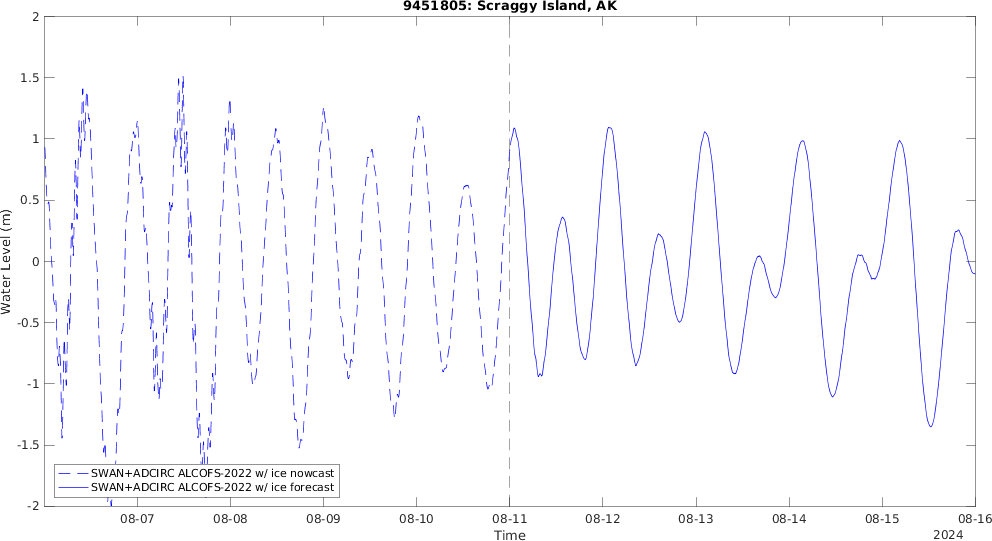 9451805: Scraggy Island, AK
2
1.5
1
0.5
0
-0.5
-1
-1.5
-2
Water Level (m)
SWAN+ADCIRC ALCOFS-2022 w/ ice nowcast
SWAN+ADCIRC ALCOFS-2022 w/ ice forecast
08-07 08-08 08-09 08-10 08-11 08-12 08-13 08-14 08-15 08-16
Time
2024